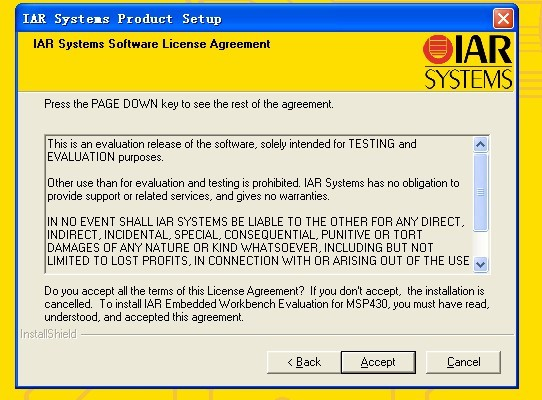 IAR Systems Product Setup
IAR Systems Software License Agreement
IAR
SYSTEMS
Press the PAGE DOWN key to see the rest of the agreement.
This is an evaluation release of the software, solely intended for TESTING and
EVALUATION purposes.
Other use than for evaluation and testing is prohibited. IAR Systems has no obligation to
provide support or related services, and gives no warranties.
IN NO EVENT SHALL IAR SYSTEMS BE LIABLE TO THE OTHER FOR ANY DIRECT,
INDIRECT, INCIDENTAL, SPECIAL, CONSEQUENTIAL, PUNITIVE OR TORT
DAMAGES OF ANY NATURE OR KIND WHATSOEVER, INCLUDING BUT NOT
LIMITED TO LOST PROFITS, IN CONNECTION WITH OR ARISING OUT OF THE USE
Do you accept all the terms of this License Agreement? If you don't accept, the installation is
cancelled. To install IAR Embedded Workbench Evaluation for MSP430, you must have read,
understood, and accepted this agreement.
InstallShield
< Back
Accept
Cancel